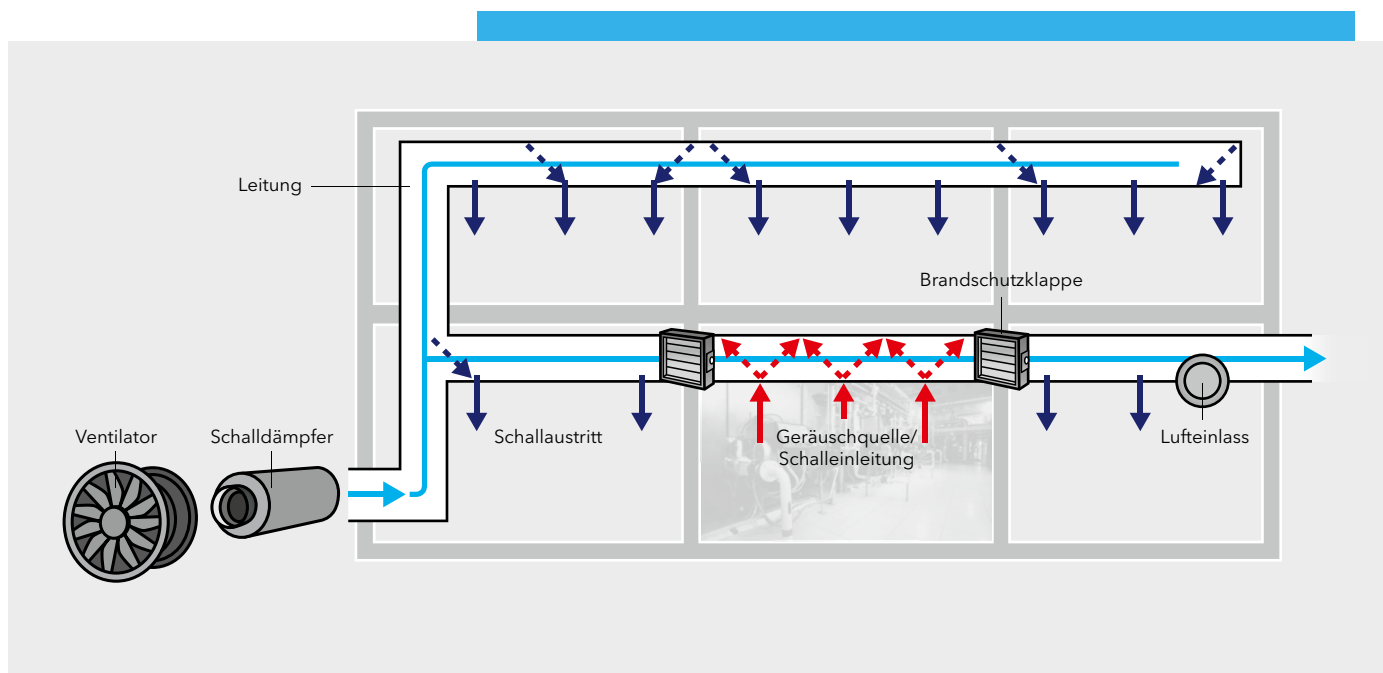 Leitung
Brandschutzklappe
Ventilator
Schalldämpfer
Schallaustritt
Geräuschquelle/
Schalleinleitung
Lufteinlass